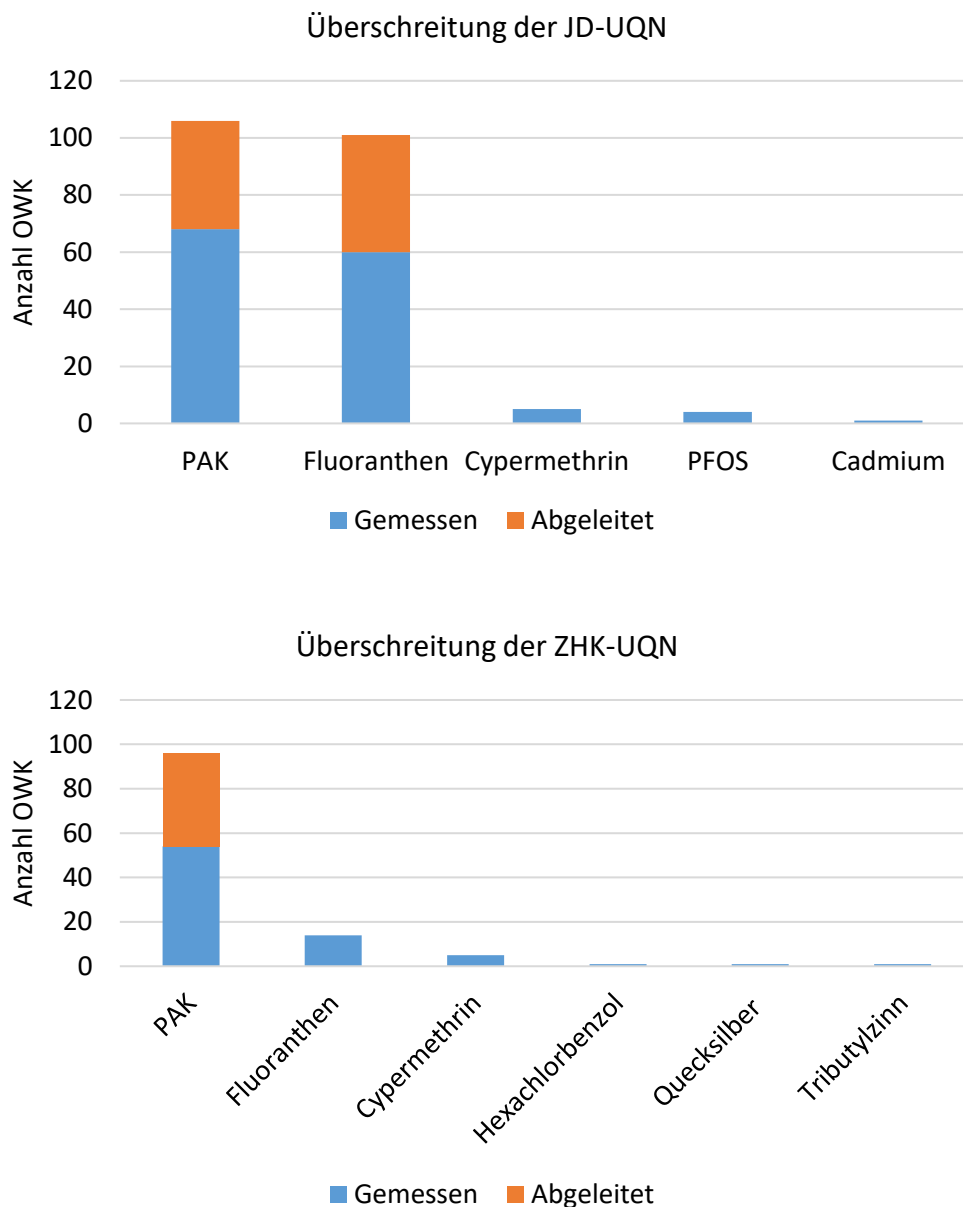 Überschreitung der JD-UQN
120
100
80
60
40
20
0
Anzahl OWK
PAK Fluoranthen Cypermethrin PFOS Cadmium
Gemessen Abgeleitet
Überschreitung der ZHK-UQN
120
100
80
60
40
20
0
Anzahl OWK
PAK
Fluoranthen
Cypermethrin
Hexachlorbenzol
Quecksilber
Tributylzinn
Gemessen Abgeleitet